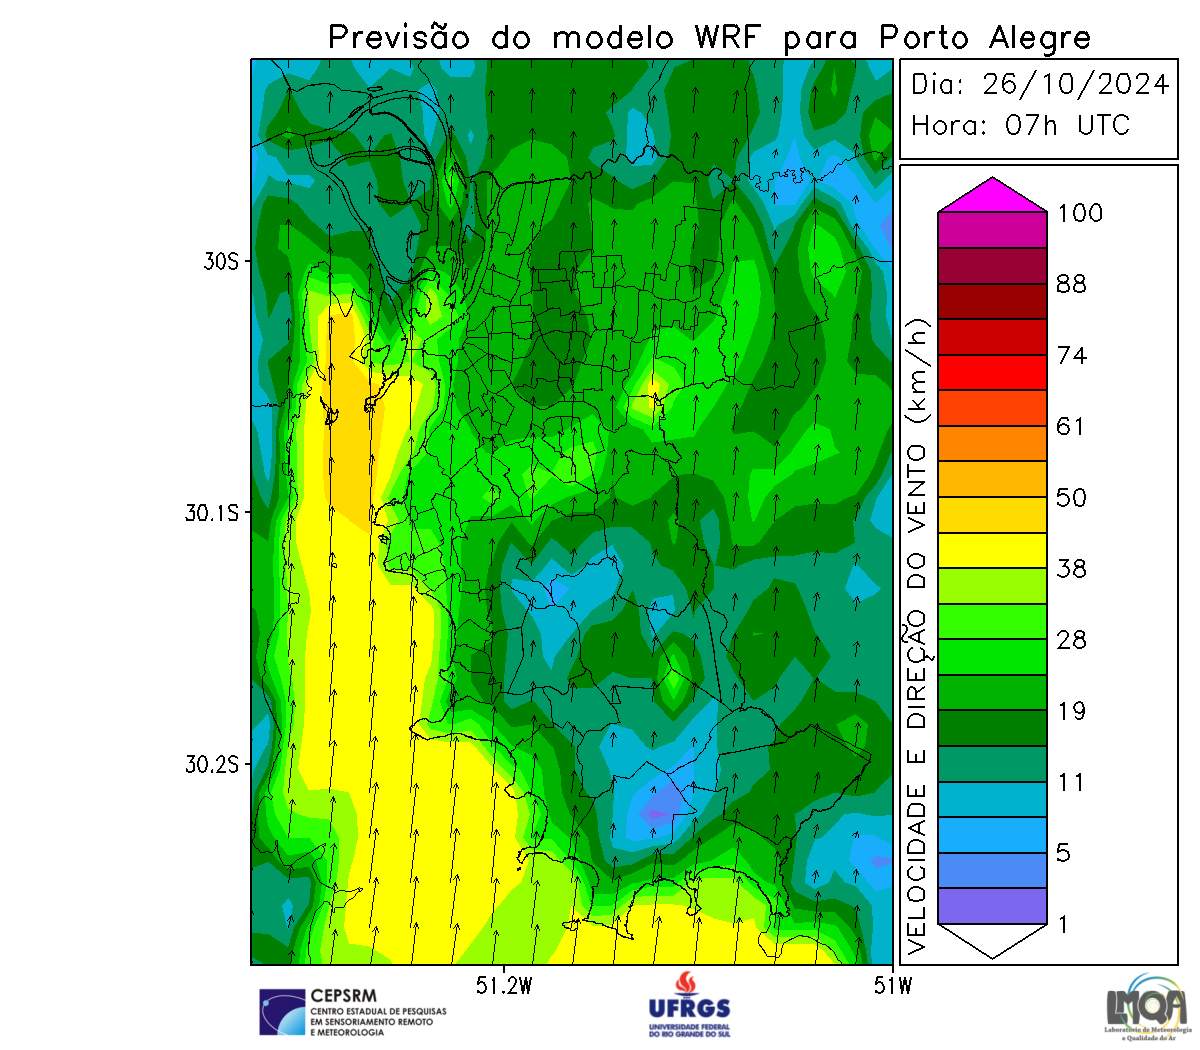 Previsão do modelo WRF para Porto Alegre
Dia: 26/10/2024
Hora: 07h UTC
VELOCIDADE E DIREÇÃO DO VENTO (km/h)
100
88
74
61
50
38
28
19
11
5
1
30S
30.1S
30.2S
51.2W
51W
CEPSRM
CENTRO ESTADUAL DE PESQUISAS
EM SENSORIAMENTO REMOTO
E METEOROLOGIA
UFRGS
UNIVERSIDADE FEDERAL
DO RIO GRANDE DO SUL
LMQA
Laboratório de Meteorologia
e Qualidade do Ar